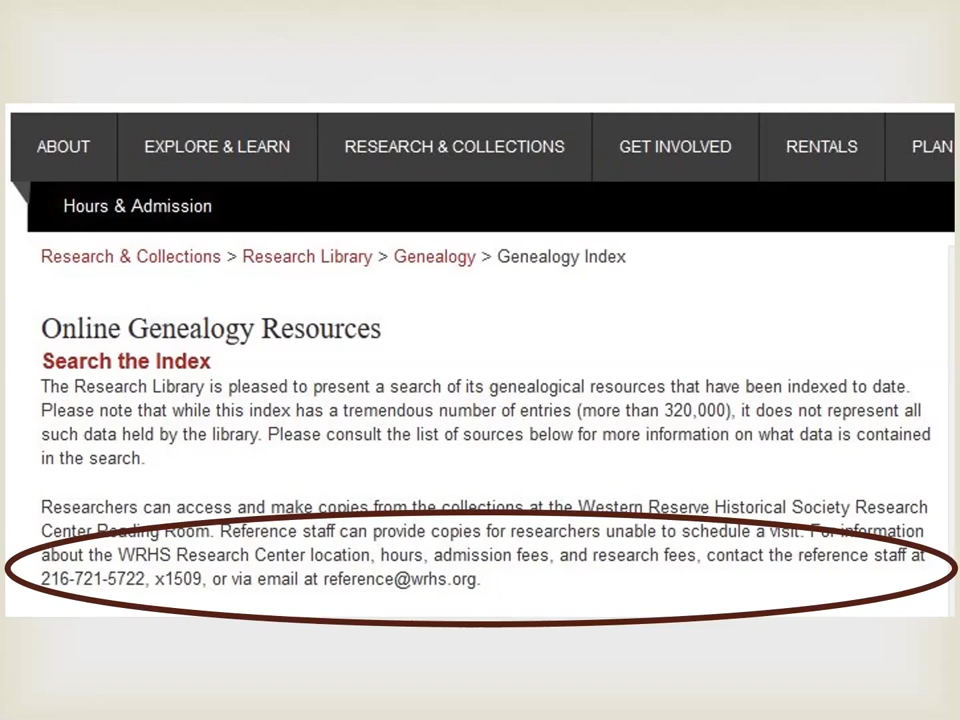 ABOUT EXPLORE & LEARN RESEARCH & COLLECTIONS GET INVOLVED RENTALS PLAN
Hours & Admission
Research & Collections > Research Library > Genealogy > Genealogy Index
Online Genealogy Resources
Search the Index
The Research Library is pleased to present a search of its genealogical resources that have been indexed to date.
Please note that while this index has a tremendous number of entries (more than 320,000), it does not represent all
such data held by the library. Please consult the list of sources below for more information on what data is contained
in the search.
Researchers can access and make copies from the collections at the Western Reserve Historical Society Research
Center Reading Room. Reference staff can provide copies for researchers unable to schedule a visit. For information
about the WRHS Research Center location, hours, admission fees, and research fees, contact the reference staff at
216-721-5722, x1509, or via email at reference@wrhs.org.